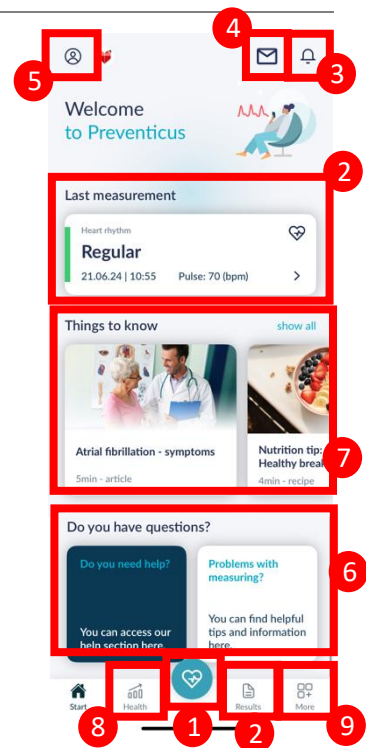 4
5
3
Welcome
to Preventicus
2
Last measurement
Heart rhythm
Regular
21.06.24 | 10:55 Pulse: 70 (bpm)
Things to know show all
Atrial fibrillation - symptoms
5min - article
Nutrition tip:
Healthy break
4min - recipe
7
Do you have questions?
Do you need help?
You can access our
help section here.
Problems with
measuring?
You can find helpful
tips and information
here.
6
Start Health Results More
8 1 2 9